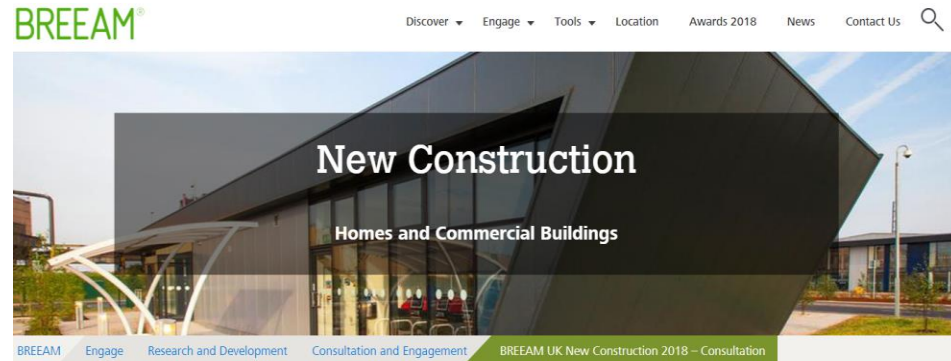 BREEAM®
Discover Engage Tools Location Awards 2018 News Contact Us
New Construction
Homes and Commercial Buildings
BREEAM Engage Research and Development Consultation and Engagement BREEAM UK New Construction 2018 – Consultation